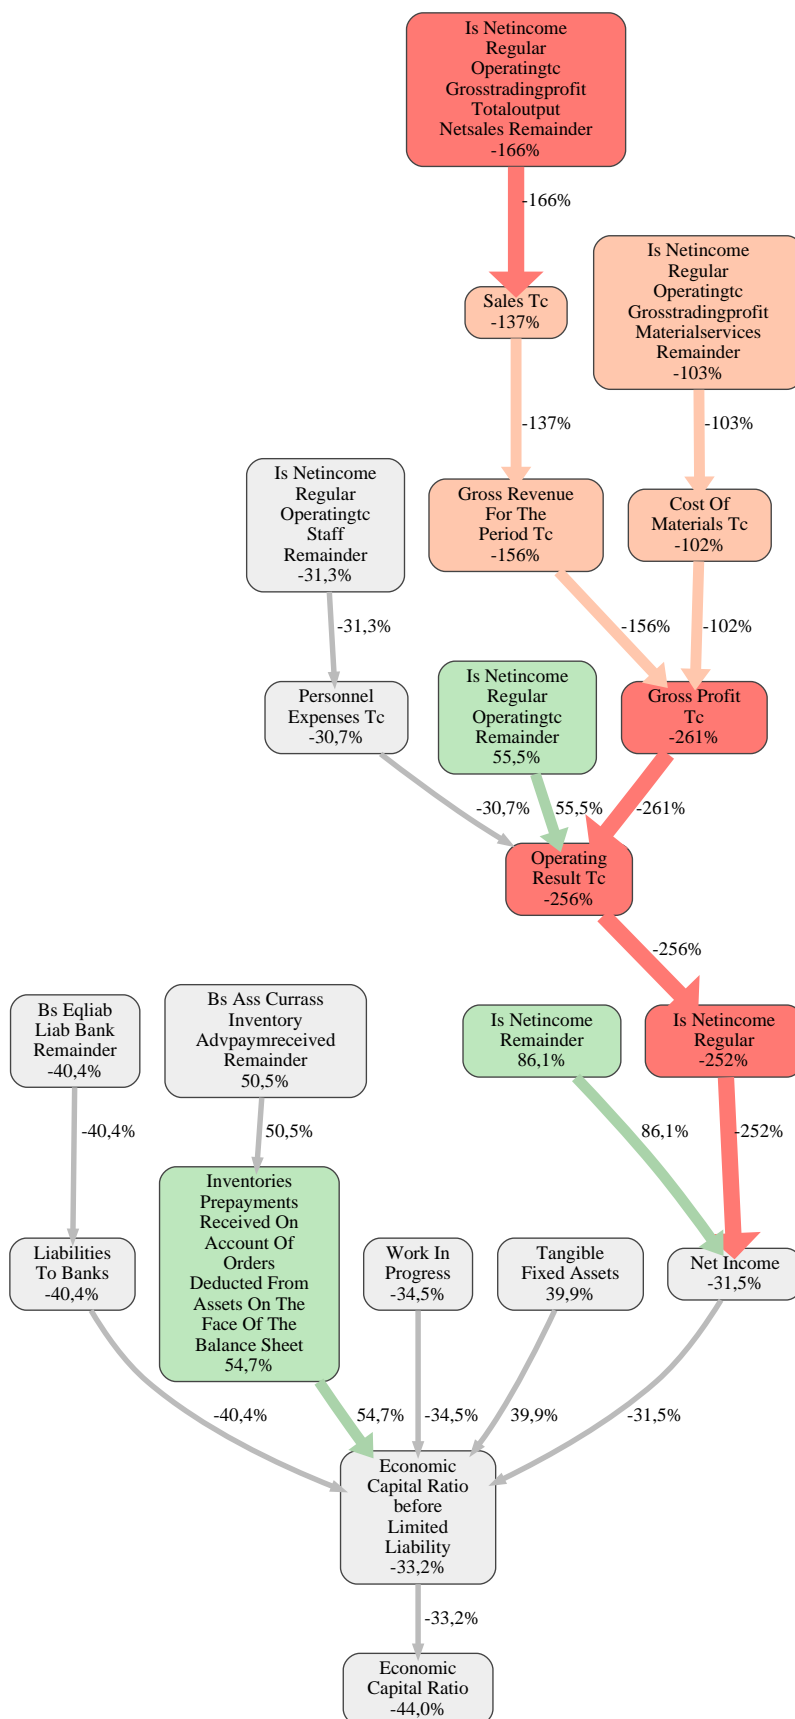 Is Netincome
Regular
Operatingtc
Grosstradingprofit
Totaloutput
Netsales Remainder
-166%
-166%
Is Netincome
Regular
Operatingtc
Grosstradingprofit
Materialservices
Remainder
-103%
Sales Tc
-137%
-137%
-103%
Is Netincome
Regular
Operatingtc
Staff
Remainder
-31,3%
Gross Revenue
For The
Period Tc
-156%
Cost Of
Materials Tc
-102%
-31,3%
-156%
-102%
Personnel
Expenses Tc
-30,7%
Is Netincome
Regular
Operatingtc
Remainder
55,5%
Gross Profit
Tc
-261%
-30,7%
55,5%
-261%
Operating
Result Tc
-256%
-256%
Bs Eqliab
Liab Bank
Remainder
-40,4%
Bs Ass Currass
Inventory
Advpaymreceived
Remainder
50,5%
Is Netincome
Remainder
86,1%
Is Netincome
Regular
-252%
-40,4%
50,5%
86,1%
-252%
Liabilities
To Banks
-40,4%
Inventories
Prepayments
Received On
Account Of
Orders
Deducted From
Assets On The
Face Of The
Balance Sheet
54,7%
Work In
Progress
-34,5%
Tangible
Fixed Assets
39,9%
Net Income
-31,5%
-40,4%
54,7%
-34,5%
39,9%
-31,5%
Economic
Capital Ratio
before
Limited
Liability
-33,2%
-33,2%
Economic
Capital Ratio
-44,0%